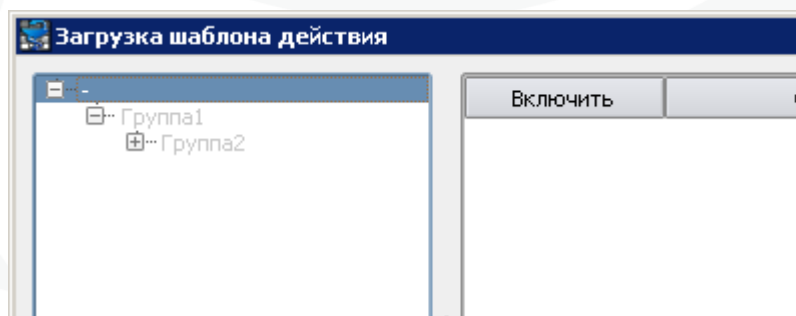 Загрузка шаблона действия
-
Включить
Группа1
Группа2